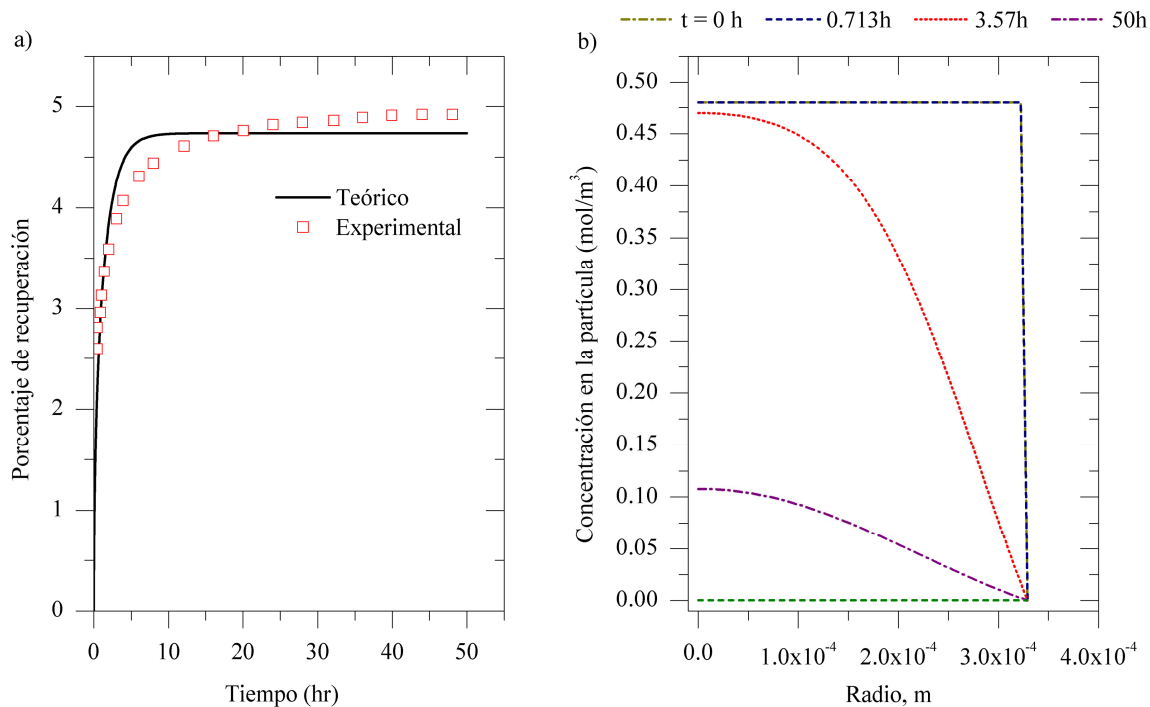 t = 0 h 0.713h 3.57h 50h
a)
Porcentaje de recuperación
5
4
3
2
1
0
Teórico
Experimental
0 10 20 30 40 50
Tiempo (hr)
b)
Concentración en la partícula (mol/m³)
0.50
0.45
0.40
0.35
0.30
0.25
0.20
0.15
0.10
0.05
0.00
0.0 1.0x10⁻⁴ 2.0x10⁻⁴ 3.0x10⁻⁴ 4.0x10⁻⁴
Radio, m